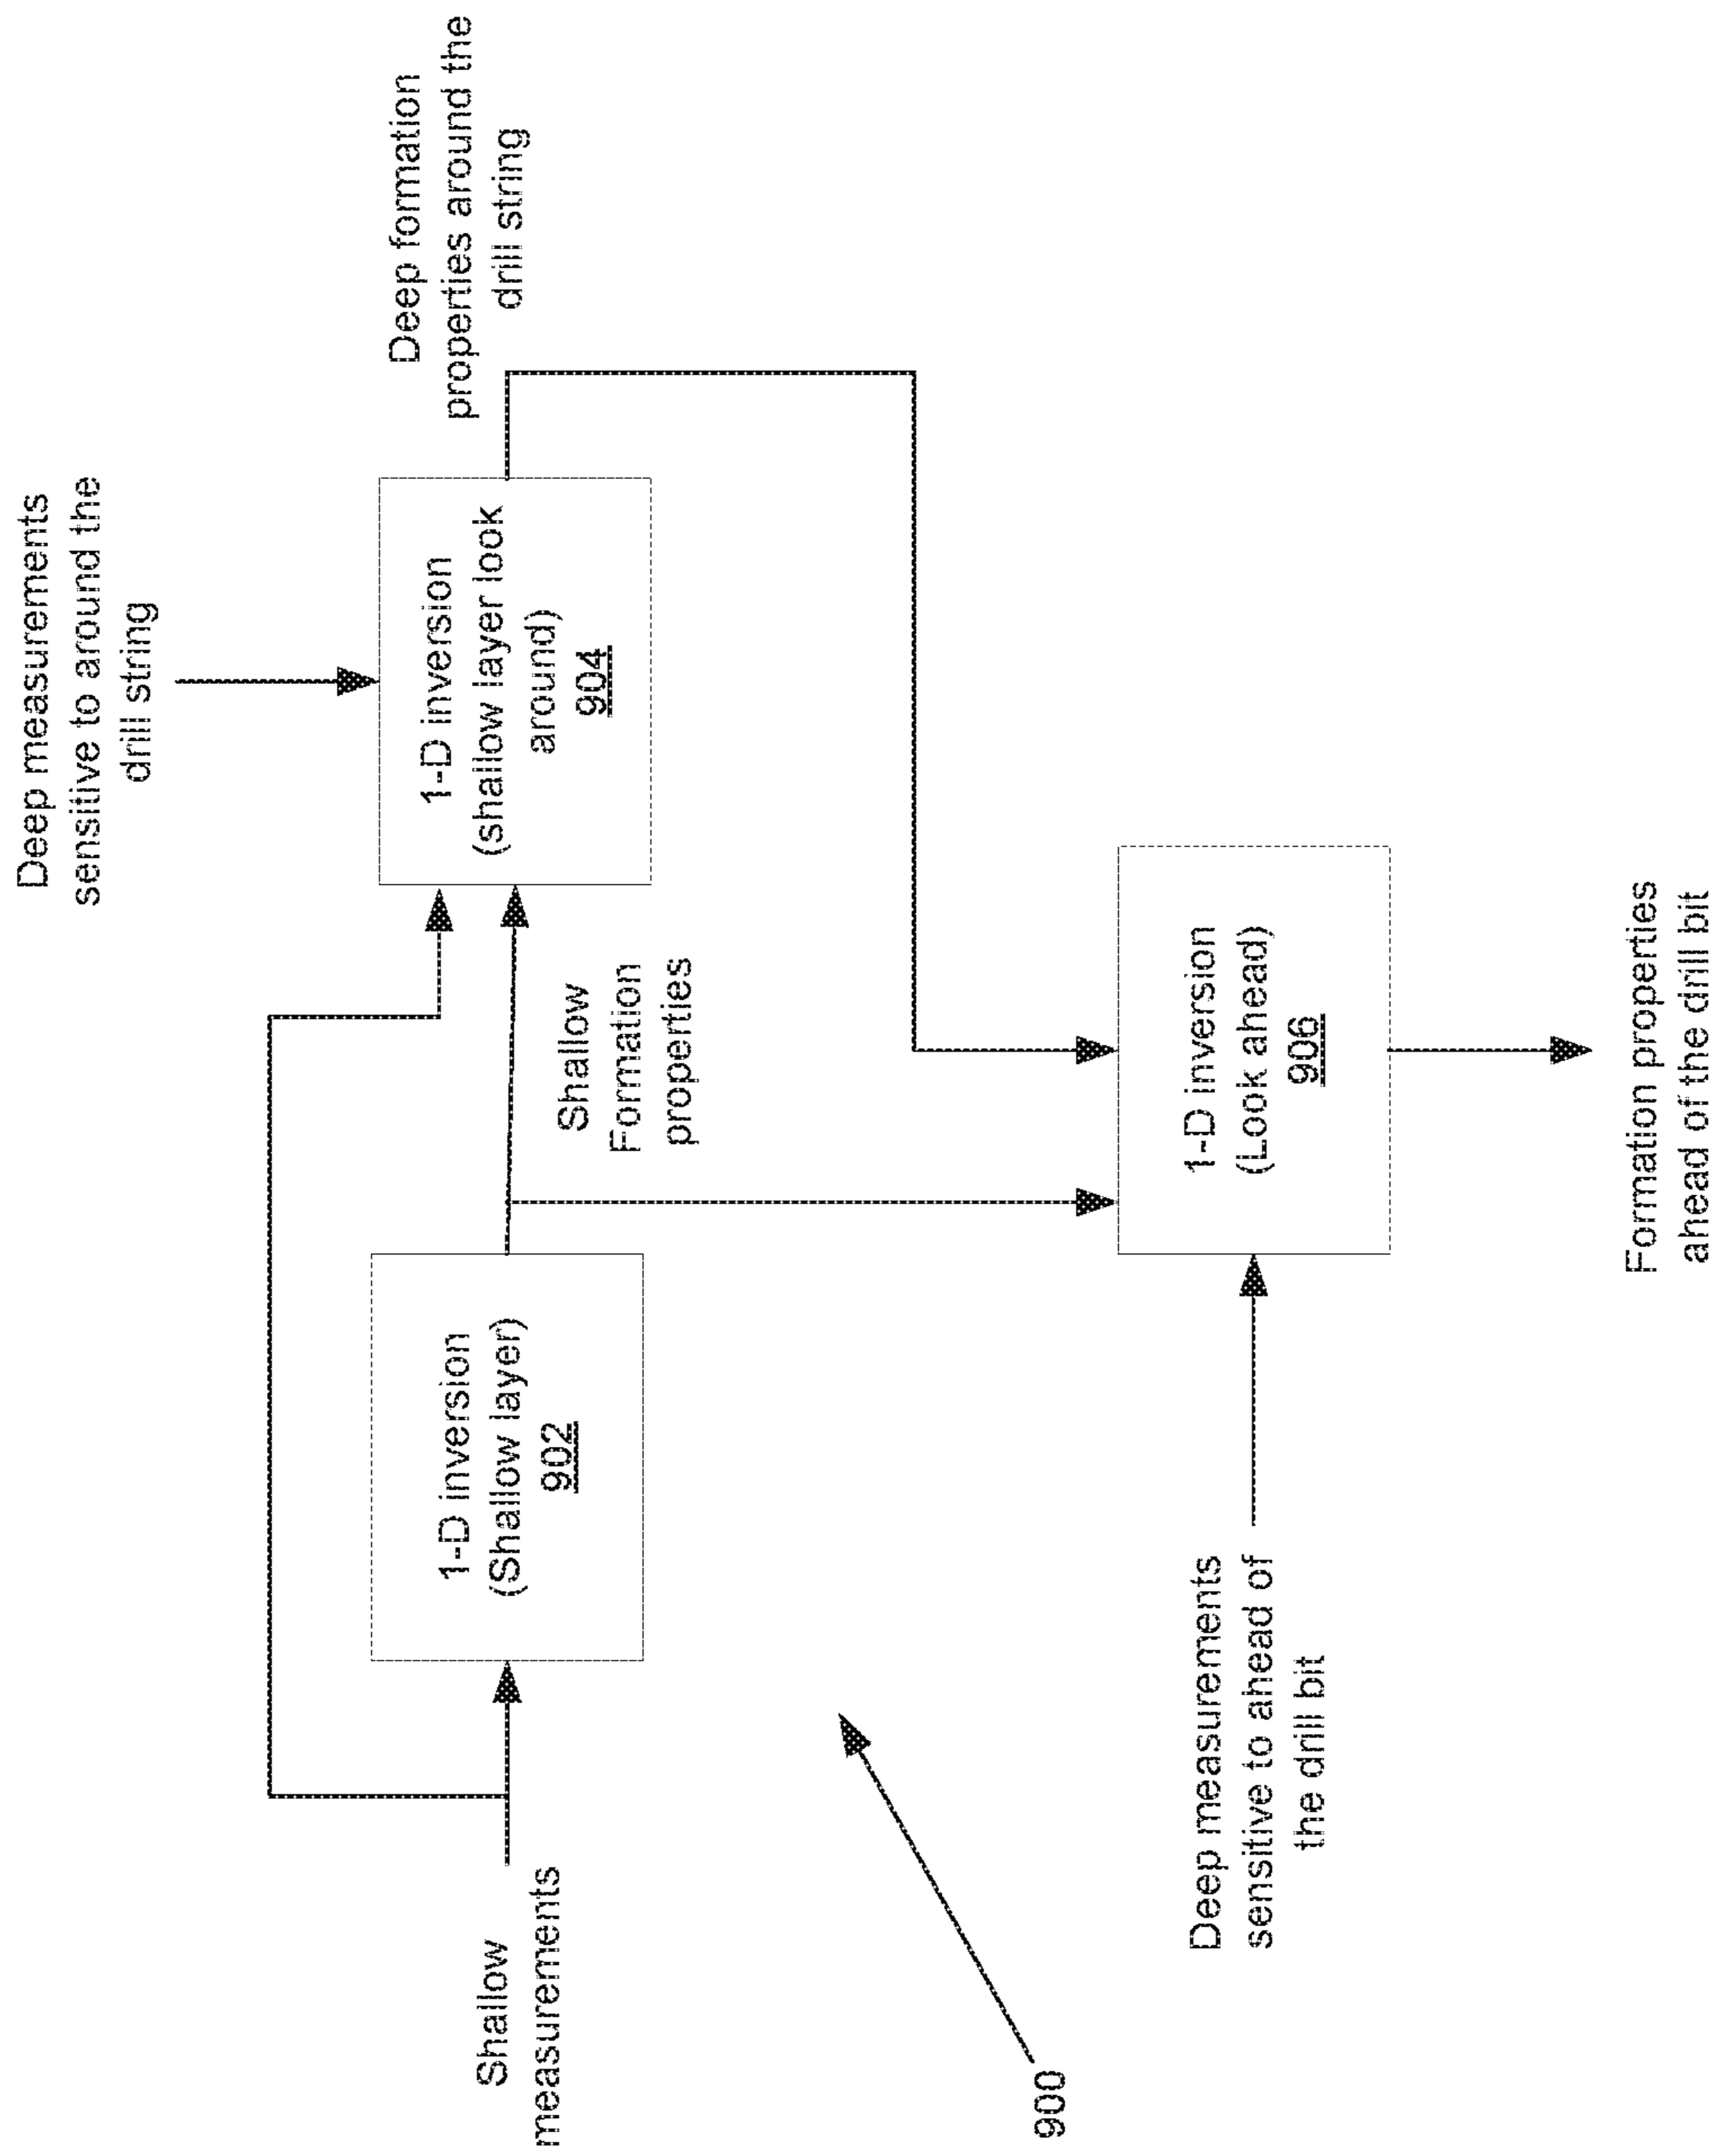 Deep measurements
sensitive to around the
drill string
Shallow
measurements
1-D inversion
(Shallow layer)
902
Shallow
Formation
properties
1-D inversion
(shallow layer look
around)
904
Deep formation
properties around the
drill string
900
Deep measurements
sensitive to ahead of
the drill bit
1-D inversion
(Look ahead)
906
Formation properties
ahead of the drill bit